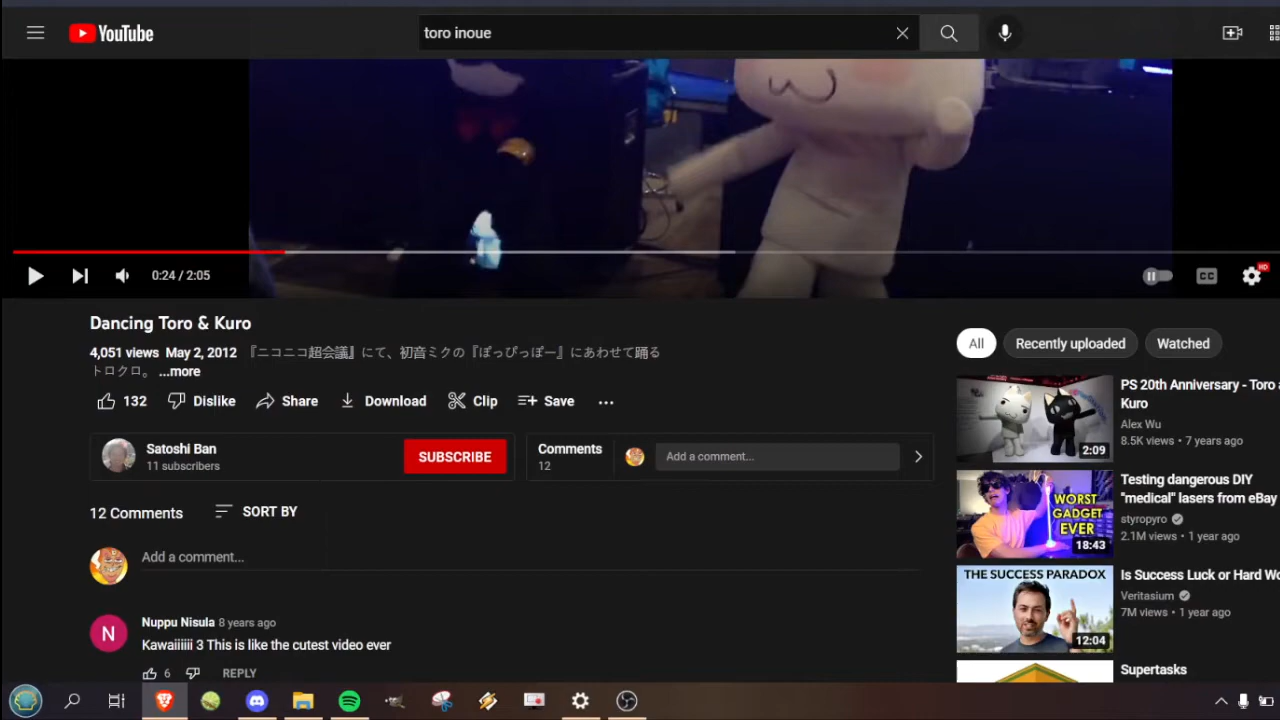 YouTube
toro inoue
0:24 / 2:05
CC
HD
Dancing Toro & Kuro
4,051 views May 2, 2012 『ニコニコ超会議』にて、初音ミクの『ぽっぴっぽー』にあわせて踊る
トロクロ。 ...more
132 Dislike Share Download Clip Save
Satoshi Ban
11 subscribers
SUBSCRIBE
Comments
12
Add a comment...
12 Comments SORT BY
Add a comment...
N
Nuppu Nisula 8 years ago
Kawaiiiiii 3 This is like the cutest video ever
6 REPLY
All Recently uploaded Watched
2:09
PS 20th Anniversary - Toro
Kuro
Alex Wu
8.5K views • 7 years ago
WORST
GADGET
EVER
18:43
Testing dangerous DIY
"medical" lasers from eBay
styropyro
2.1M views • 1 year ago
THE SUCCESS PARADOX
12:04
Is Success Luck or Hard
Veritasium
7M views • 1 year ago
Supertasks